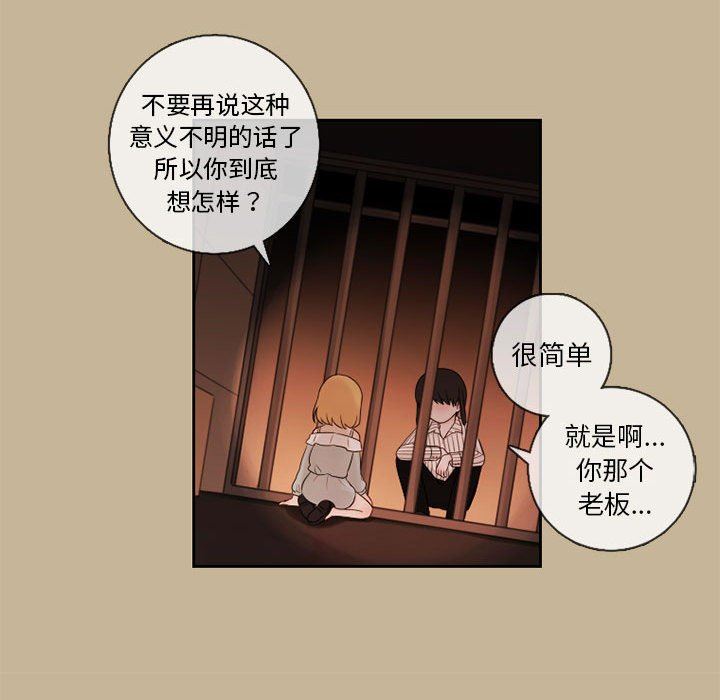 不要再说这种
意义不明的话了
所以你到底
想怎样？
很简单
就是啊...
你那个
老板...